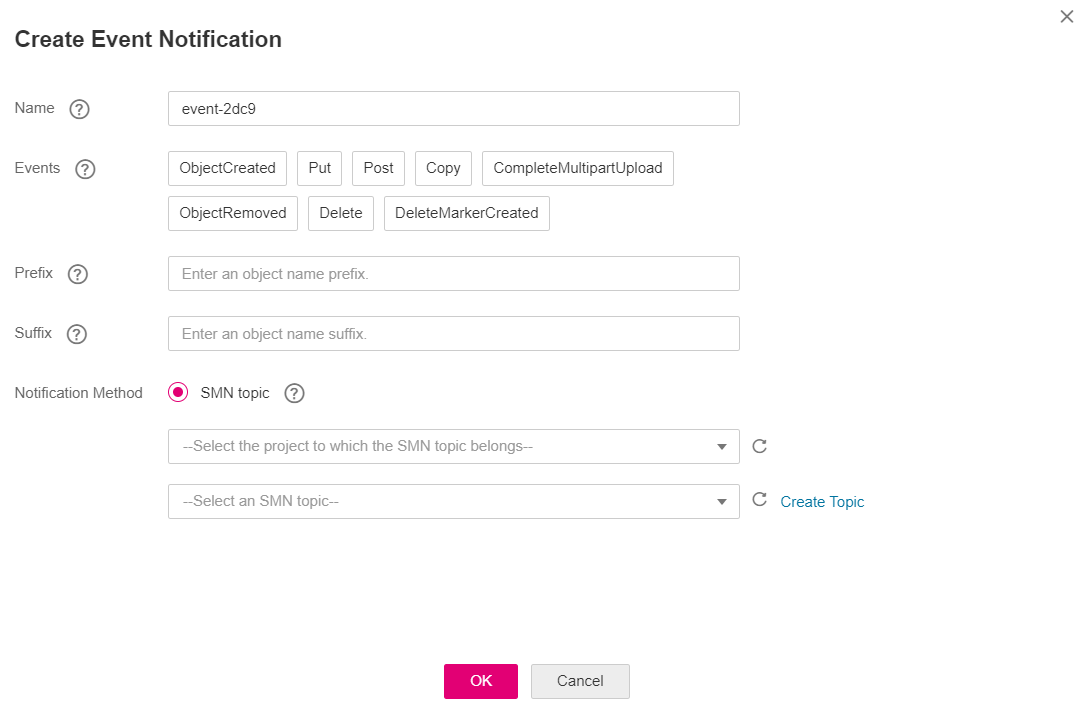 Create Event Notification
Name ? event-2dc9
Events ? ObjectCreated Put Post Copy CompleteMultipartUpload
ObjectRemoved Delete DeleteMarkerCreated
Prefix ? Enter an object name prefix.
Suffix ? Enter an object name suffix.
Notification Method SMN topic ?
--Select the project to which the SMN topic belongs--
--Select an SMN topic-- Create Topic
OK Cancel